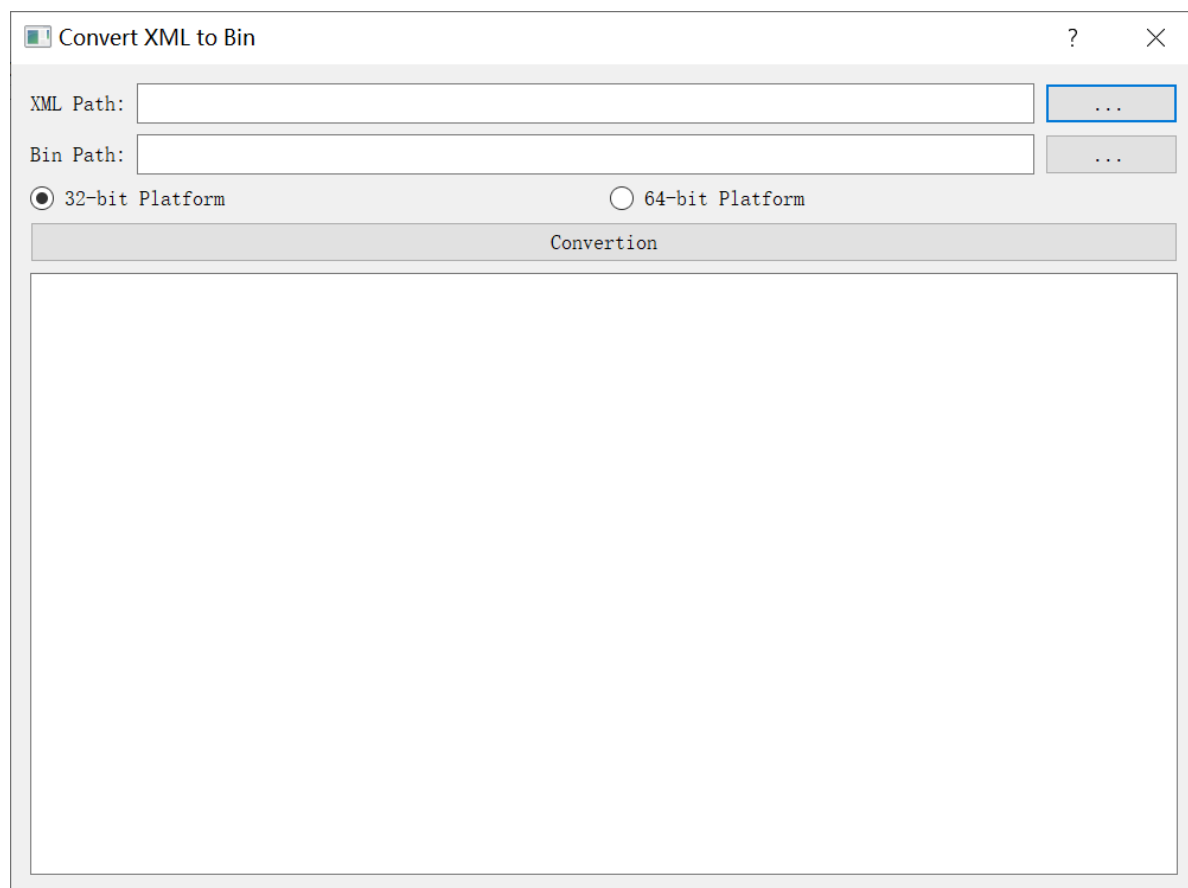 Convert XML to Bin ?
XML Path: ...
Bin Path: ...
32-bit Platform 64-bit Platform
Convertion